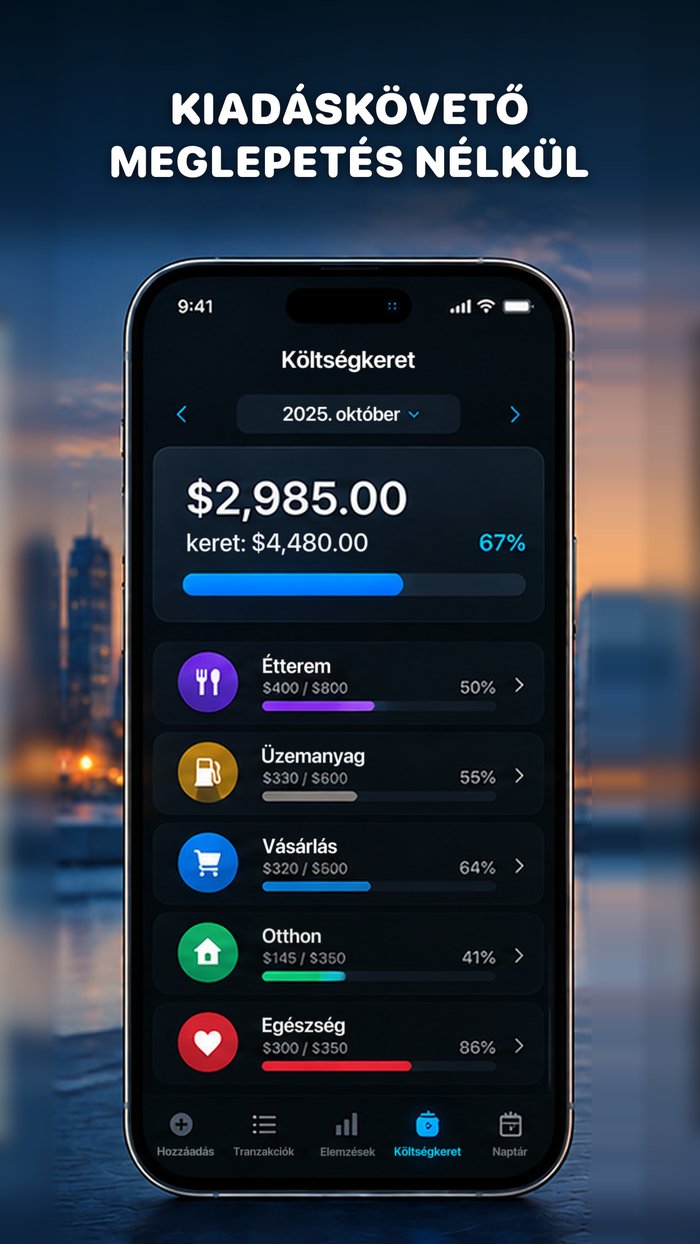 KIADÁSKÖVETŐ
MEGLEPETÉS NÉLKÜL
9:41
Költségkeret
2025. október
$2,985.00
keret: $4,480.00
67%
Étterem
$400 / $800
50%
Üzemanyag
$330 / $600
55%
Vásárlás
$320 / $600
64%
Otthon
$145 / $350
41%
Egészség
$300 / $350
86%
Hozzáadás
Tranzakciók
Elemzések
Költségkeret
Naptár